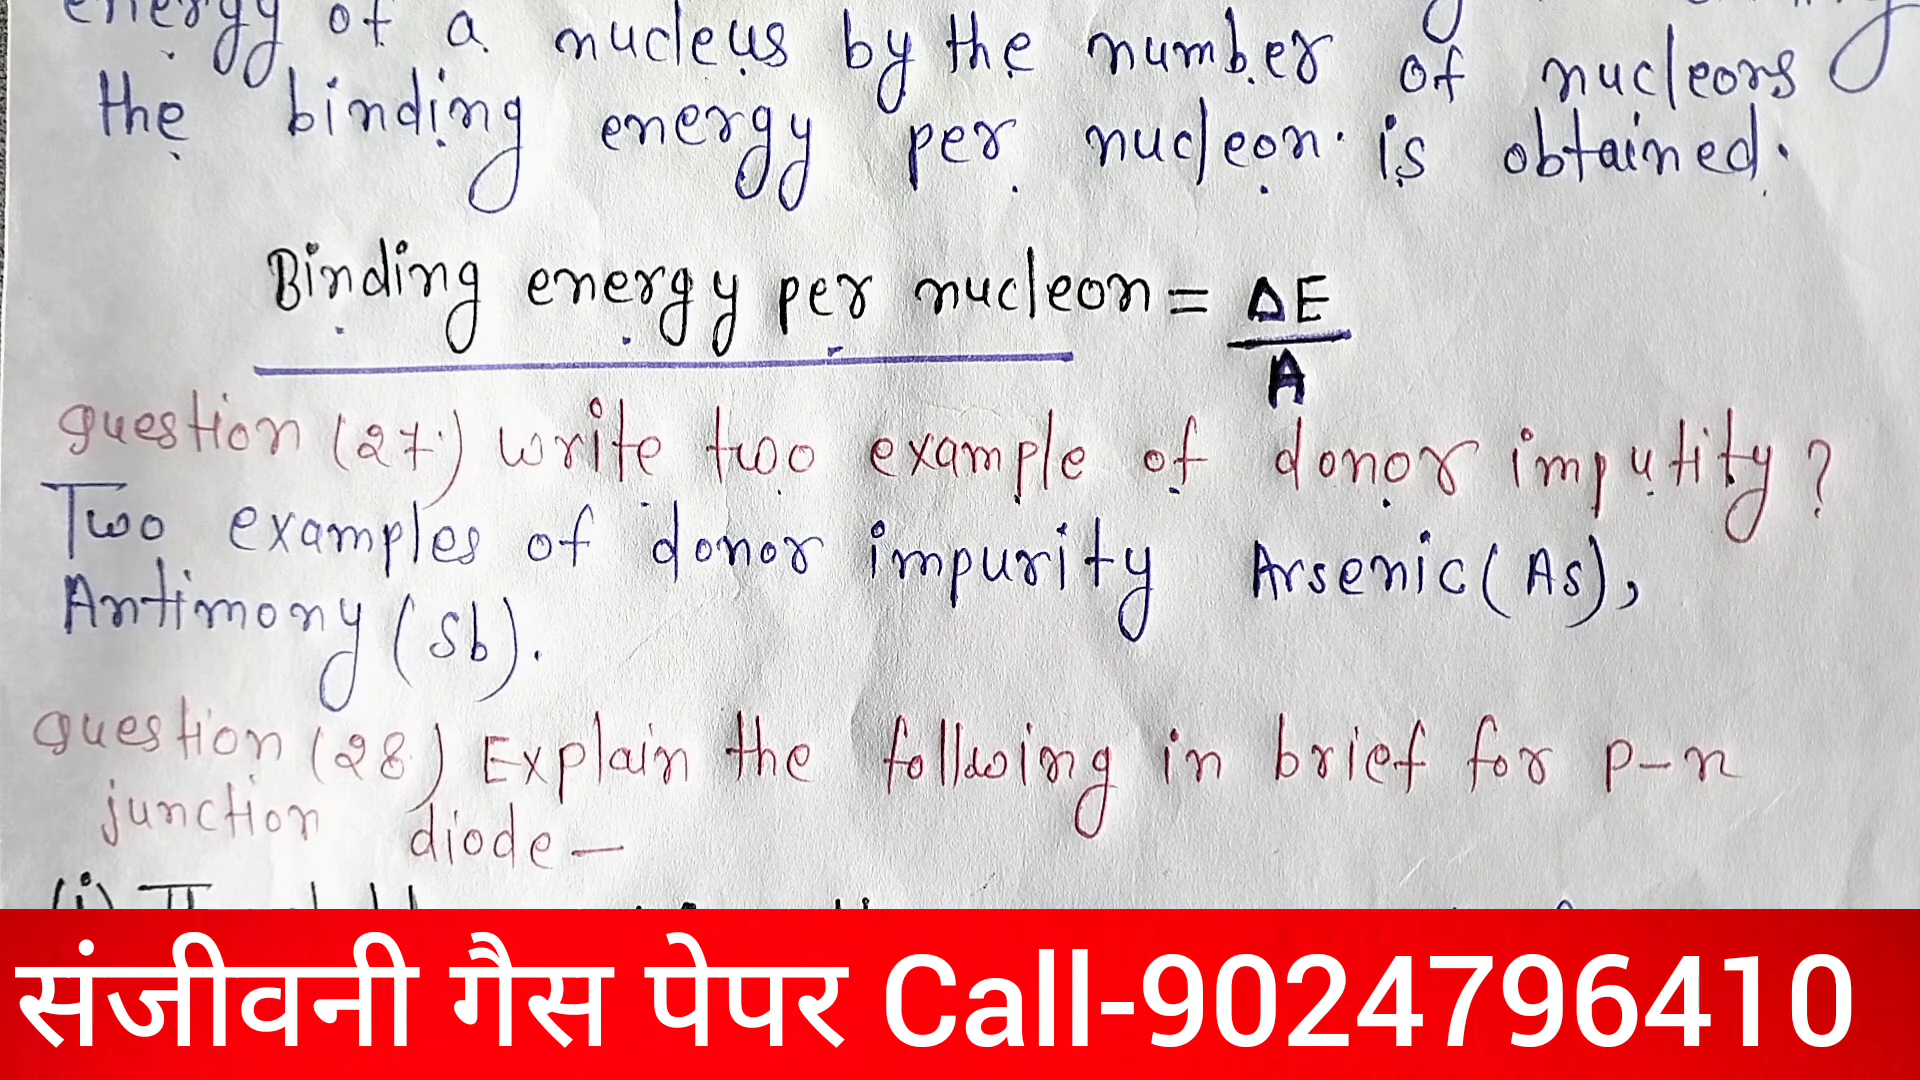 energy of a nucleus by the number of nucleons
the binding energy per nucleon is obtained.
Binding energy per nucleon = ΔE
A
question (27) write two example of donor imputity?
Two examples of donor impurity Arsenic (As),
Antimony (Sb).
question (28) Explain the following in brief for p-n
junction diode-
संजीवनी गैस पेपर Call-9024796410